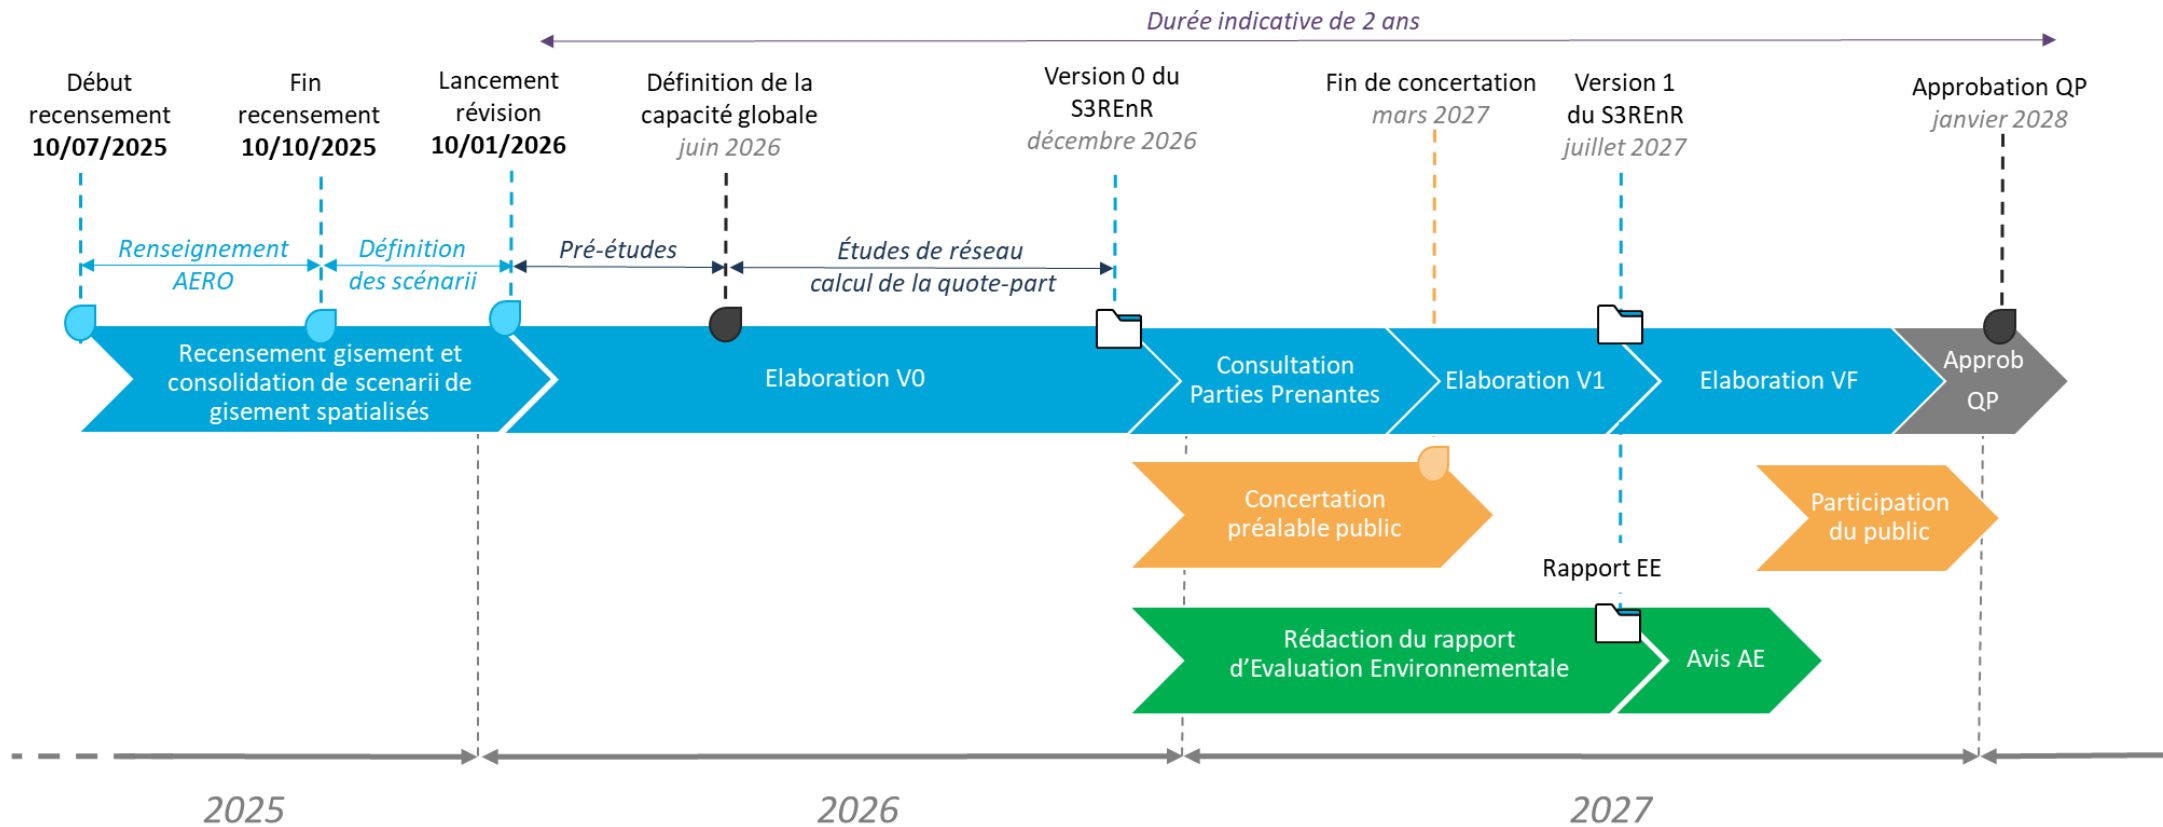 Durée indicative de 2 ans
Début
recensement
10/07/2025
Fin
recensement
10/10/2025
Lancement
révision
10/01/2026
Définition de la
capacité globale
juin 2026
Version 0 du
S3REnR
décembre 2026
Fin de concertation
mars 2027
Version 1
du S3REnR
juillet 2027
Approbation QP
janvier 2028
Renseignement
AERO
Définition
des scénarii
Pré-études
Études de réseau
calcul de la quote-part
Recensement gisement et
consolidation de scenarii de
gisement spatialisés
Elaboration V0
Consultation
Parties Prenantes
Elaboration V1
Elaboration VF
Approb
QP
Concertation
préalable public
Participation
du public
Rapport EE
Rédaction du rapport
d’Evaluation Environnementale
Avis AE
2025
2026
2027